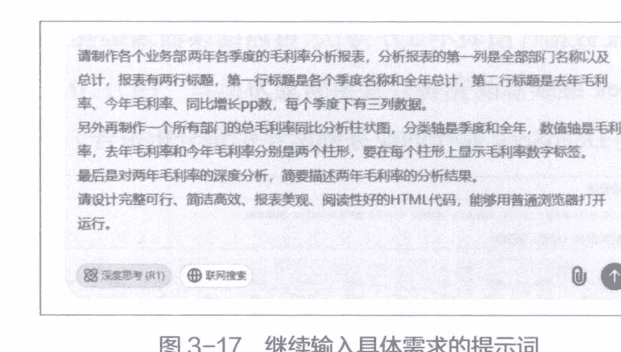 请制作各个业务部两年各季度的毛利率分析报表，分析报表的第一列是全部部门名称以及
总计，报表有两行标题，第一行标题是各个季度名称和全年总计，第二行标题是去年毛利
率、今年毛利率、同比增长pp数，每个季度下有三列数据。
另外再制作一个所有部门的总毛利率同比分析柱状图，分类轴是季度和全年，数值轴是毛利
率，去年毛利率和今年毛利率分别是两个柱形，要在每个柱形上显示毛利率数字标签。
最后是对两年毛利率的深度分析，简要描述两年毛利率的分析结果。
请设计完整可行、简洁高效、报表美观、阅读性好的HTML代码，能够用普通浏览器打开
运行。
深度思考 (R1) 联网搜索
图 3-17 继续输入具体需求的提示词